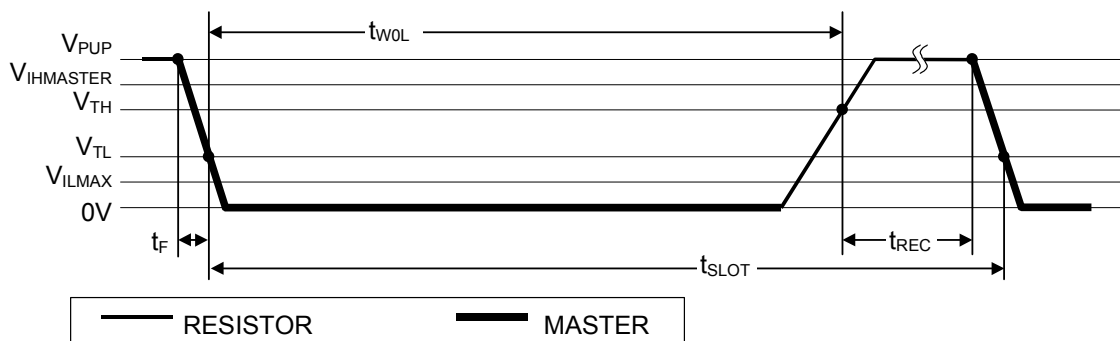 tW0L
VPUP
VIHMASTER
VTH
VTL
VILMAX
0V
tF
tREC
tSLOT
RESISTOR MASTER